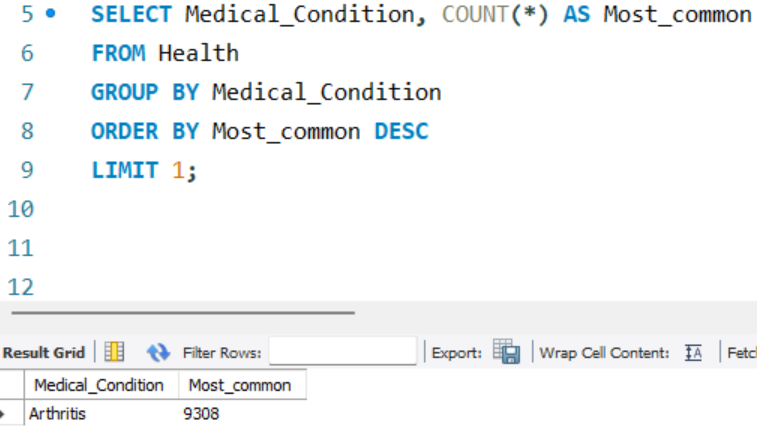 5 SELECT Medical_Condition, COUNT(*) AS Most_common
6 FROM Health
7 GROUP BY Medical_Condition
8 ORDER BY Most_common DESC
9 LIMIT 1;
10
11
12
Result Grid Filter Rows: Export: Wrap Cell Content: Fetc
Medical_Condition Most_common
Arthritis 9308